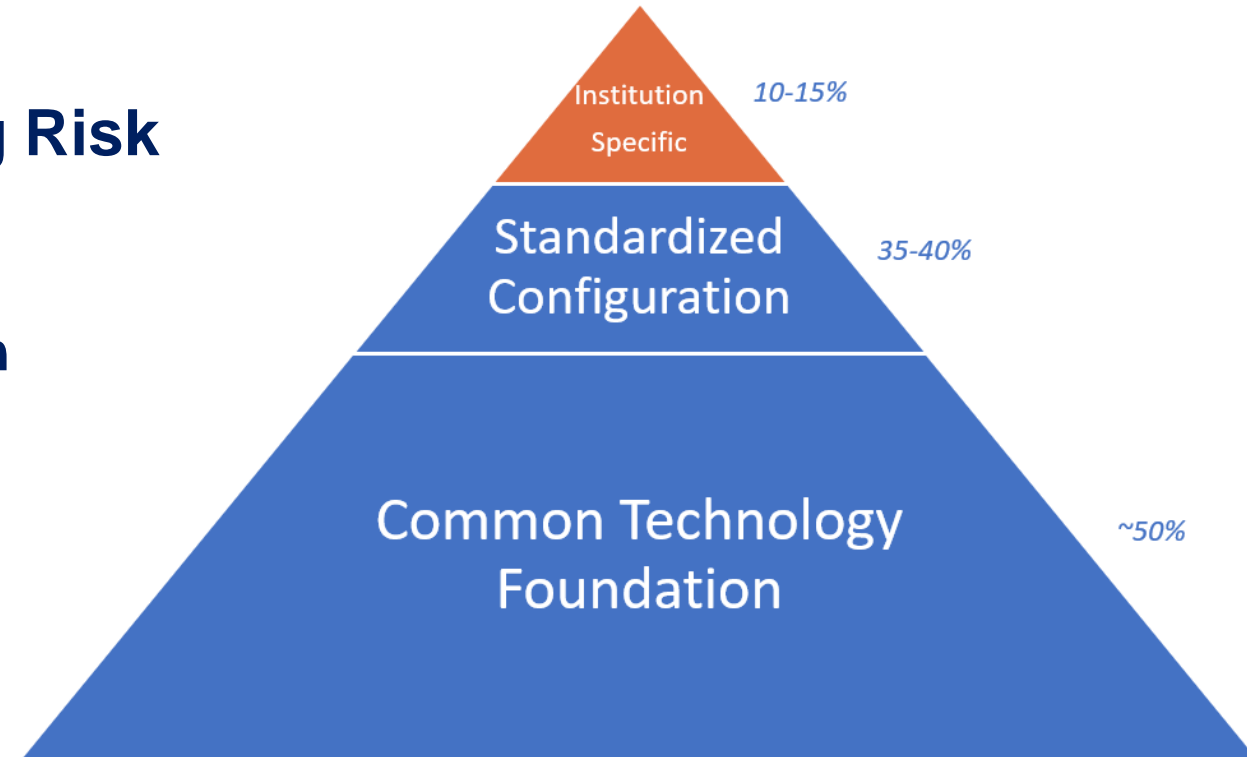 Institution
10-15%
Risk
Specific
Standardized
Configuration
35-40%
Common Technology
Foundation
~50%